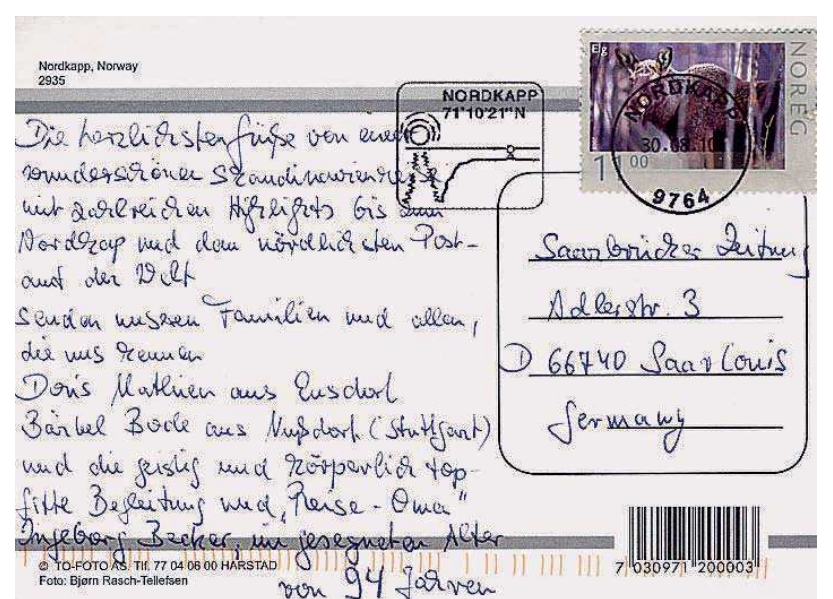 Nordkapp, Norway
2935
Die herzlichsten Grüße von einer
wunderschönen Skandinavienreise
mit zahlreichen Highlights bis zum
Nordkap und dem nördlichsten Post-
amt der Welt
senden unseren Familien und allen,
die uns kennen
Doris Mathieu aus Ensdorf
Bärbel Bode aus Nußdorf (Stuttgart)
und die geistig und körperlich top-
fitte Begleitung und „Reise-Oma"
Ingeborg Becker, im gesegneten Alter
von 94 Jahren
© TO-FOTO AS. Tlf. 77 04 06 00 HARSTAD
Foto: Bjørn Rasch-Tellefsen
NORDKAPP
71°10'21"N
Elg
NOREG
11 00
NORDKAPP
30.08.10
9764
Saarbrücker Zeitung
Adlerstr. 3
D 66740 Saarlouis
Germany
7 030971 200003